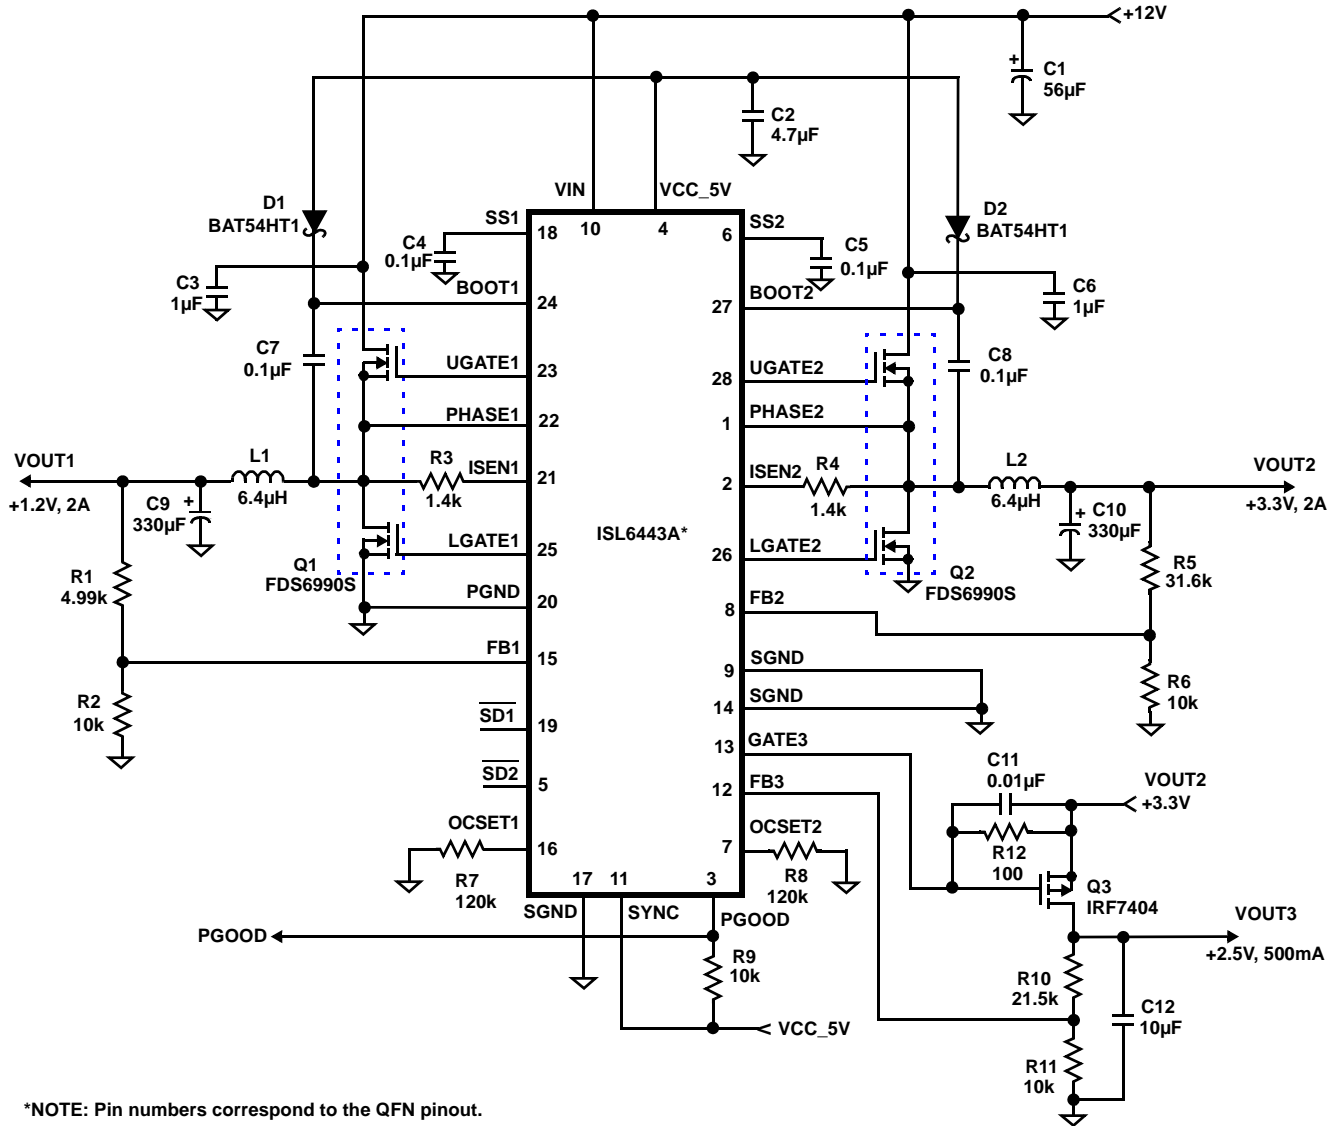 +12V
C1
56µF
+
C2
4.7µF
VIN
VCC_5V
D1
BAT54HT1
D2
BAT54HT1
SS1
18
10
4
6
SS2
C4
0.1µF
C5
0.1µF
C3
1µF
C6
1µF
BOOT1
24
27
BOOT2
C7
0.1µF
C8
0.1µF
UGATE1
23
28
UGATE2
PHASE1
22
1
PHASE2
VOUT1
+1.2V, 2A
L1
6.4µH
C9
330µF
+
R3
1.4k
ISEN1
21
2
ISEN2
R4
1.4k
L2
6.4µH
C10
330µF
+
VOUT2
+3.3V, 2A
ISL6443A*
LGATE1
25
26
LGATE2
Q1
FDS6990S
Q2
FDS6990S
R1
4.99k
R5
31.6k
PGND
20
8
FB2
FB1
15
9
SGND
R2
10k
R6
10k
14
SGND
SD1
19
13
GATE3
SD2
5
12
FB3
C11
0.01µF
VOUT2
+3.3V
R12
100
OCSET1
16
7
OCSET2
R7
120k
R8
120k
17
11
3
SGND
SYNC
PGOOD
Q3
IRF7404
PGOOD
R9
10k
VCC_5V
VOUT3
+2.5V, 500mA
R10
21.5k
C12
10µF
R11
10k
*NOTE: Pin numbers correspond to the QFN pinout.